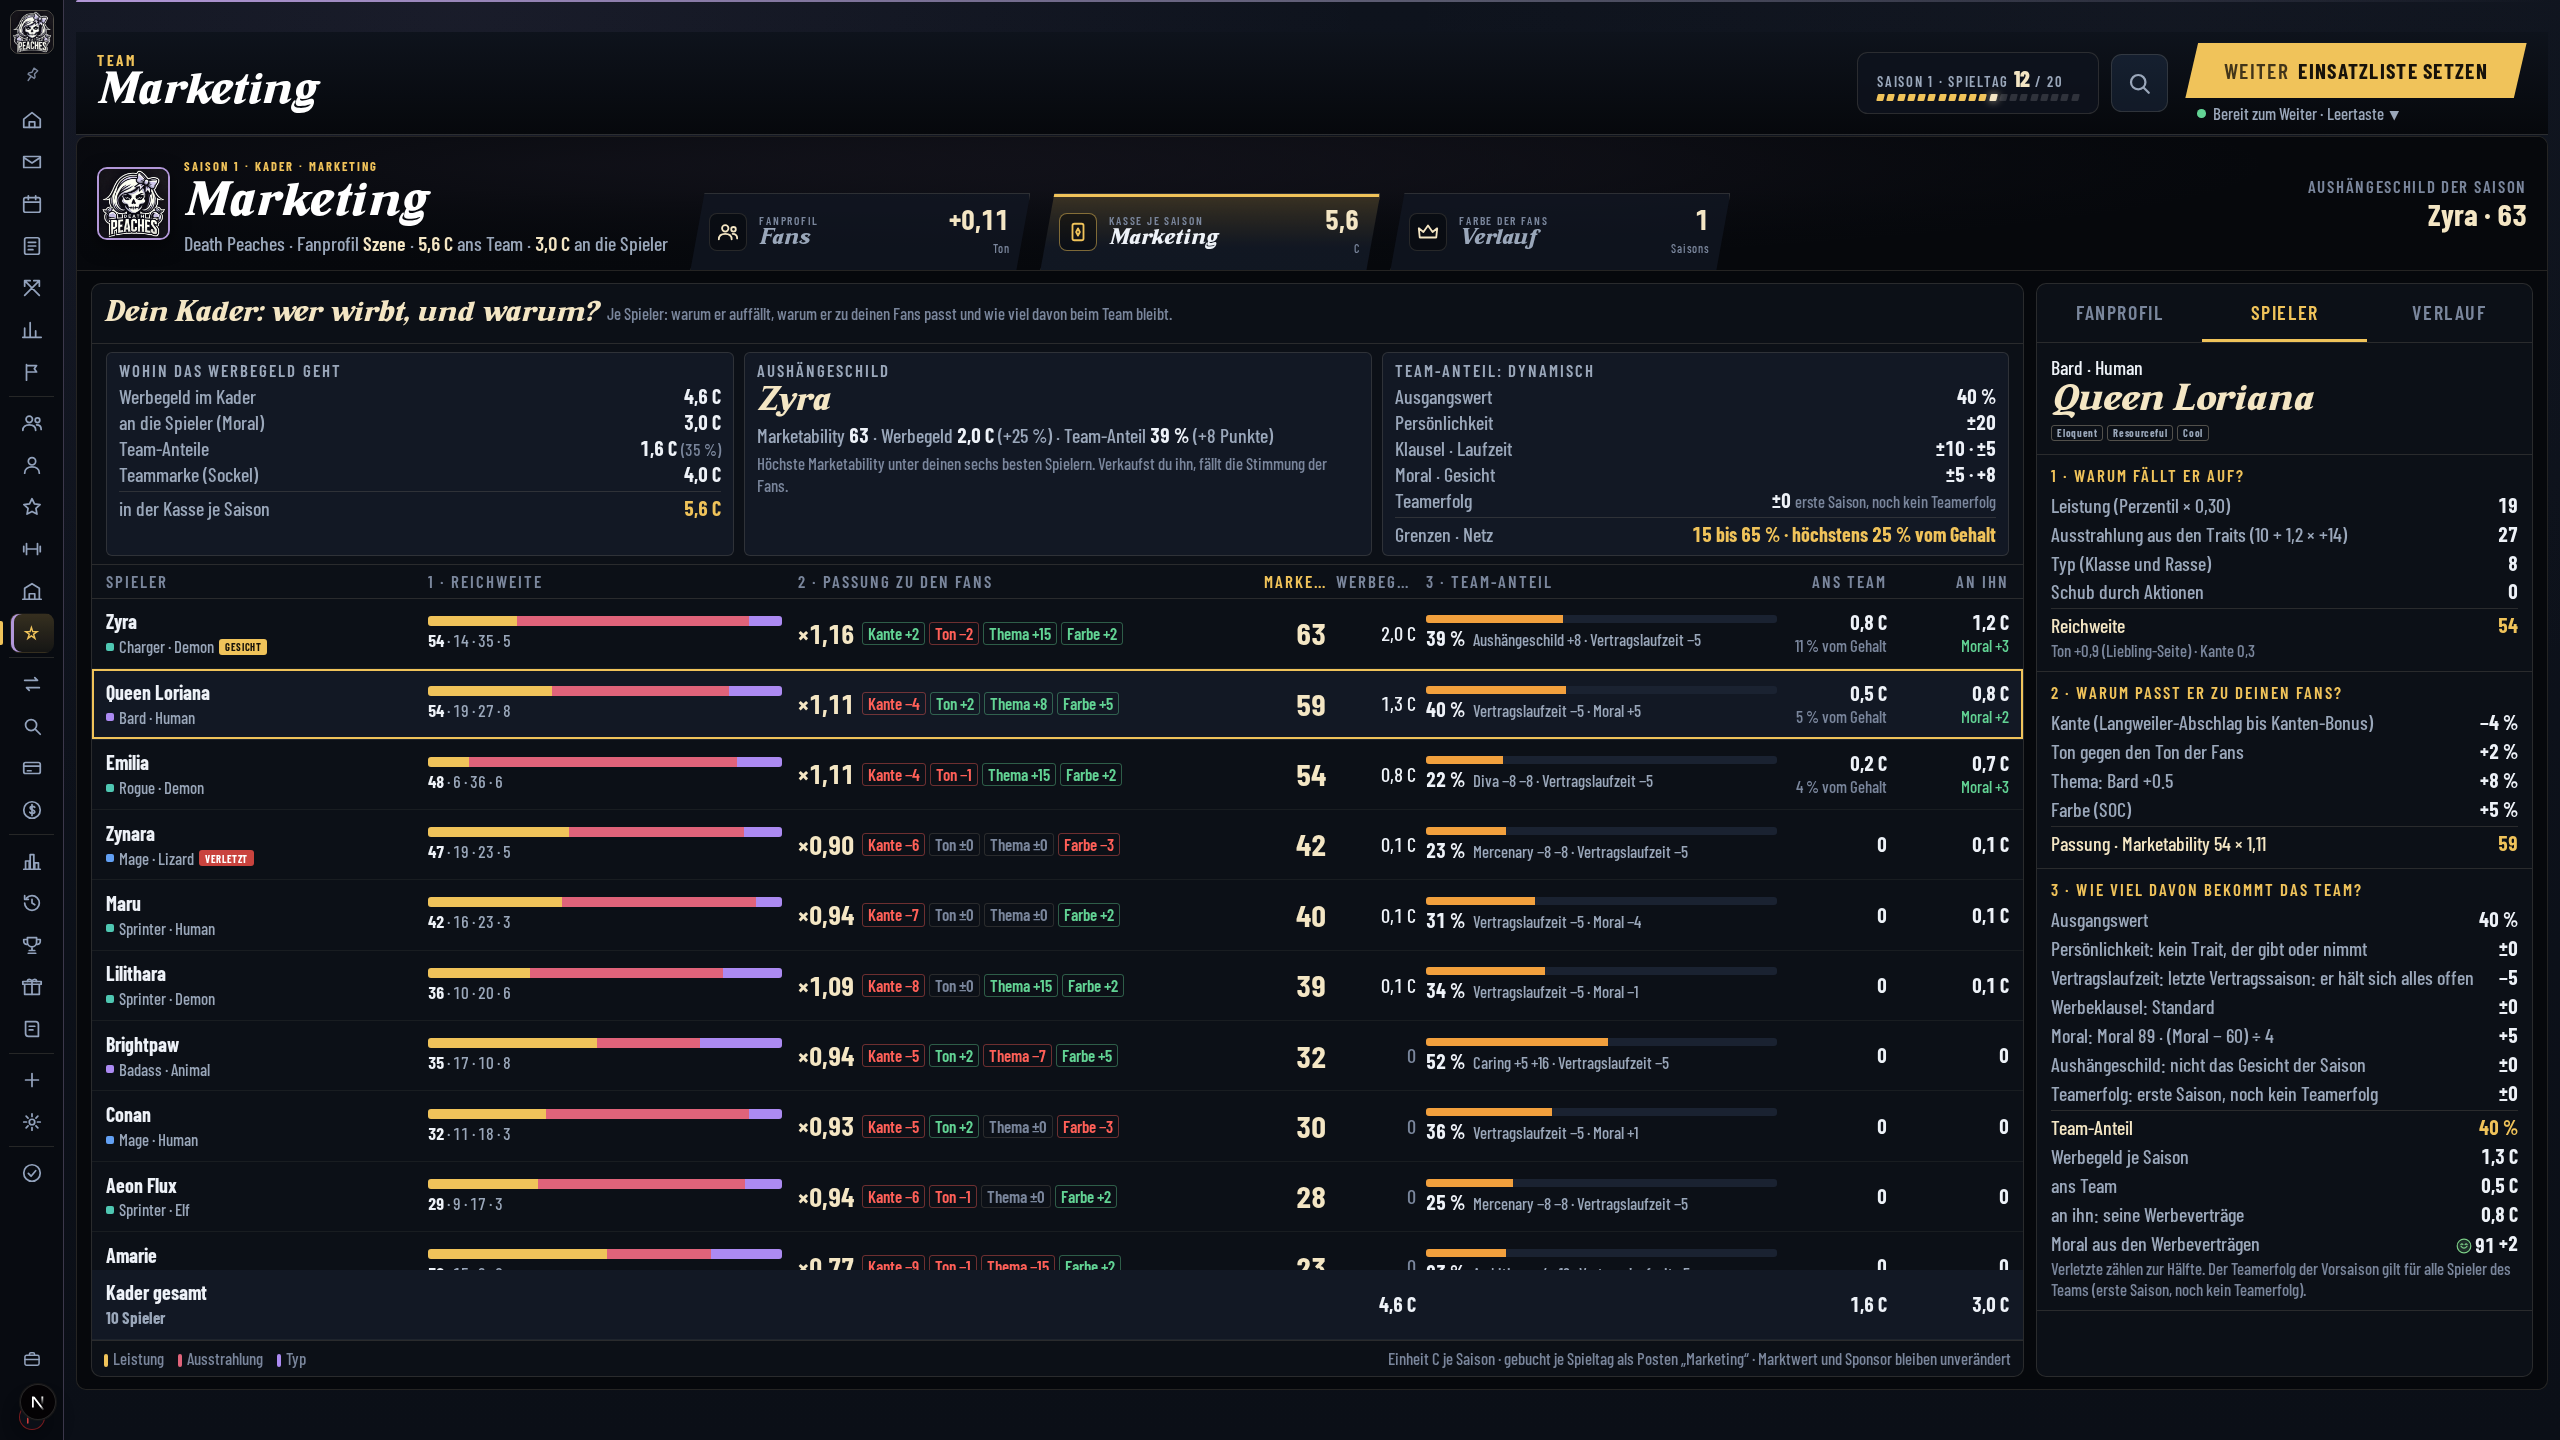 TEAM
Marketing
SAISON 1 · SPIELTAG 12 / 20
WEITER EINSATZLISTE SETZEN
Bereit zum Weiter · Leertaste ▼
SAISON 1 · KADER · MARKETING
Marketing
Death Peaches · Fanprofil Szene · 5,6 C ans Team · 3,0 C an die Spieler
FANPROFIL
Fans
+0,11
Ton
KASSE JE SAISON
Marketing
5,6
C
FARBE DER FANS
Verlauf
1
Saisons
AUSHÄNGESCHILD DER SAISON
Zyra · 63
Dein Kader: wer wirbt, und warum? Je Spieler: warum er auffällt, warum er zu deinen Fans passt und wie viel davon beim Team bleibt.
WOHIN DAS WERBEGELD GEHT
Werbegeld im Kader 4,6 C
an die Spieler (Moral) 3,0 C
Team-Anteile 1,6 C (35 %)
Teammarke (Sockel) 4,0 C
in der Kasse je Saison 5,6 C
AUSHÄNGESCHILD
Zyra
Marketability 63 · Werbegeld 2,0 C (+25 %) · Team-Anteil 39 % (+8 Punkte)
Höchste Marketability unter deinen sechs besten Spielern. Verkaufst du ihn, fällt die Stimmung der
Fans.
TEAM-ANTEIL: DYNAMISCH
Ausgangswert 40 %
Persönlichkeit ±20
Klausel · Laufzeit ±10 · ±5
Moral · Gesicht ±5 · +8
Teamerfolg ±0 erste Saison, noch kein Teamerfolg
Grenzen · Netz 15 bis 65 % · höchstens 25 % vom Gehalt
SPIELER 1 · REICHWEITE 2 · PASSUNG ZU DEN FANS MARKE… WERBEG… 3 · TEAM-ANTEIL ANS TEAM AN IHN
Zyra
Charger · Demon GESICHT
54 · 14 · 35 · 5
×1,16 Kante +2 Ton −2 Thema +15 Farbe +2
63
2,0 C
39 % Aushängeschild +8 · Vertragslaufzeit −5
0,8 C
11 % vom Gehalt
1,2 C
Moral +3
Queen Loriana
Bard · Human
54 · 19 · 27 · 8
×1,11 Kante −4 Ton +2 Thema +8 Farbe +5
59
1,3 C
40 % Vertragslaufzeit −5 · Moral +5
0,5 C
5 % vom Gehalt
0,8 C
Moral +2
Emilia
Rogue · Demon
48 · 6 · 36 · 6
×1,11 Kante −4 Ton −1 Thema +15 Farbe +2
54
0,8 C
22 % Diva −8 −8 · Vertragslaufzeit −5
0,2 C
4 % vom Gehalt
0,7 C
Moral +3
Zynara
Mage · Lizard VERLETZT
47 · 19 · 23 · 5
×0,90 Kante −6 Ton ±0 Thema ±0 Farbe −3
42
0,1 C
23 % Mercenary −8 −8 · Vertragslaufzeit −5
0
0,1 C
Maru
Sprinter · Human
42 · 16 · 23 · 3
×0,94 Kante −7 Ton ±0 Thema ±0 Farbe +2
40
0,1 C
31 % Vertragslaufzeit −5 · Moral −4
0
0,1 C
Lilithara
Sprinter · Demon
36 · 10 · 20 · 6
×1,09 Kante −8 Ton ±0 Thema +15 Farbe +2
39
0,1 C
34 % Vertragslaufzeit −5 · Moral −1
0
0,1 C
Brightpaw
Badass · Animal
35 · 17 · 10 · 8
×0,94 Kante −5 Ton +2 Thema −7 Farbe +5
32
0
52 % Caring +5 +16 · Vertragslaufzeit −5
0
0
Conan
Mage · Human
32 · 11 · 18 · 3
×0,93 Kante −5 Ton +2 Thema ±0 Farbe −3
30
0
36 % Vertragslaufzeit −5 · Moral +1
0
0
Aeon Flux
Sprinter · Elf
29 · 9 · 17 · 3
×0,94 Kante −6 Ton −1 Thema ±0 Farbe +2
28
0
25 % Mercenary −8 −8 · Vertragslaufzeit −5
0
0
Amarie
×0,77 Kante −9 Ton −1 Thema −15 Farbe +2
23
0
0
0
Kader gesamt
10 Spieler
4,6 C
1,6 C
3,0 C
Leistung Ausstrahlung Typ
Einheit C je Saison · gebucht je Spieltag als Posten „Marketing“ · Marktwert und Sponsor bleiben unverändert
FANPROFIL SPIELER VERLAUF
Bard · Human
Queen Loriana
Eloquent Resourceful Cool
1 · WARUM FÄLLT ER AUF?
Leistung (Perzentil × 0,30) 19
Ausstrahlung aus den Traits (10 + 1,2 × +14) 27
Typ (Klasse und Rasse) 8
Schub durch Aktionen 0
Reichweite 54
Ton +0,9 (Liebling-Seite) · Kante 0,3
2 · WARUM PASST ER ZU DEINEN FANS?
Kante (Langweiler-Abschlag bis Kanten-Bonus) −4 %
Ton gegen den Ton der Fans +2 %
Thema: Bard +0.5 +8 %
Farbe (SOC) +5 %
Passung · Marketability 54 × 1,11 59
3 · WIE VIEL DAVON BEKOMMT DAS TEAM?
Ausgangswert 40 %
Persönlichkeit: kein Trait, der gibt oder nimmt ±0
Vertragslaufzeit: letzte Vertragssaison: er hält sich alles offen −5
Werbeklausel: Standard ±0
Moral: Moral 89 · (Moral − 60) ÷ 4 +5
Aushängeschild: nicht das Gesicht der Saison ±0
Teamerfolg: erste Saison, noch kein Teamerfolg ±0
Team-Anteil 40 %
Werbegeld je Saison 1,3 C
ans Team 0,5 C
an ihn: seine Werbeverträge 0,8 C
Moral aus den Werbeverträgen 91 +2
Verletzte zählen zur Hälfte. Der Teamerfolg der Vorsaison gilt für alle Spieler des
Teams (erste Saison, noch kein Teamerfolg).
N